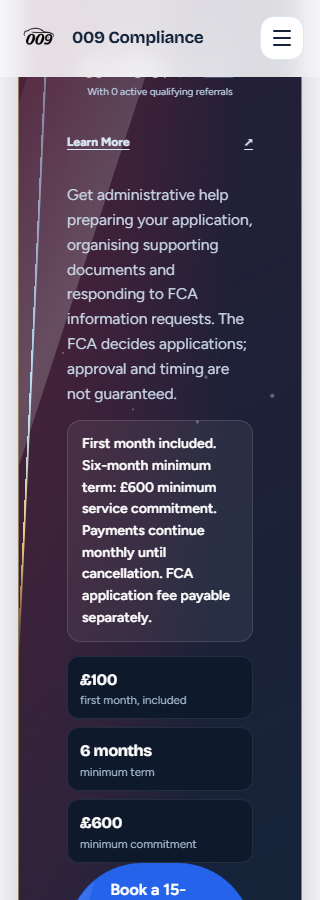 009
009 Compliance
With 0 active qualifying referrals
Learn More ↗
Get administrative help
preparing your application,
organising supporting
documents and
responding to FCA
information requests. The
FCA decides applications;
approval and timing are
not guaranteed.
First month included.
Six-month minimum
term: £600 minimum
service commitment.
Payments continue
monthly until
cancellation. FCA
application fee payable
separately.
£100
first month, included
6 months
minimum term
£600
minimum commitment
Book a 15-